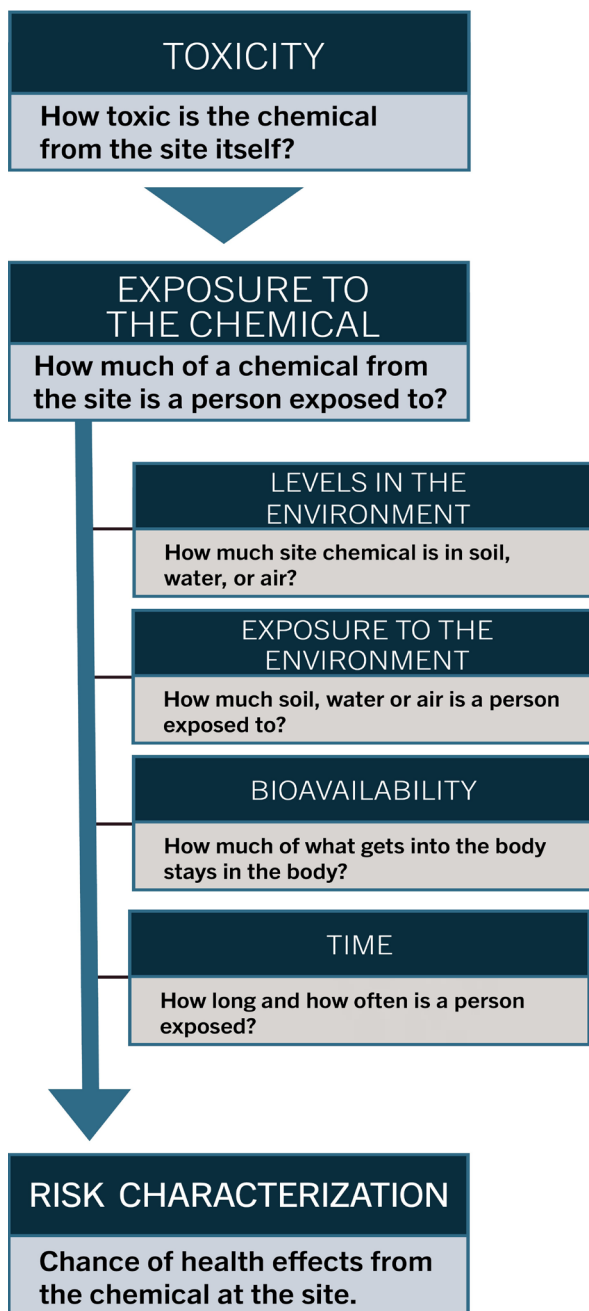 TOXICITY
How toxic is the chemical
from the site itself?
EXPOSURE TO
THE CHEMICAL
How much of a chemical from
the site is a person exposed to?
LEVELS IN THE
ENVIRONMENT
How much site chemical is in soil,
water, or air?
EXPOSURE TO THE
ENVIRONMENT
How much soil, water or air is a person
exposed to?
BIOAVAILABILITY
How much of what gets into the body
stays in the body?
TIME
How long and how often is a person
exposed?
RISK CHARACTERIZATION
Chance of health effects from
the chemical at the site.